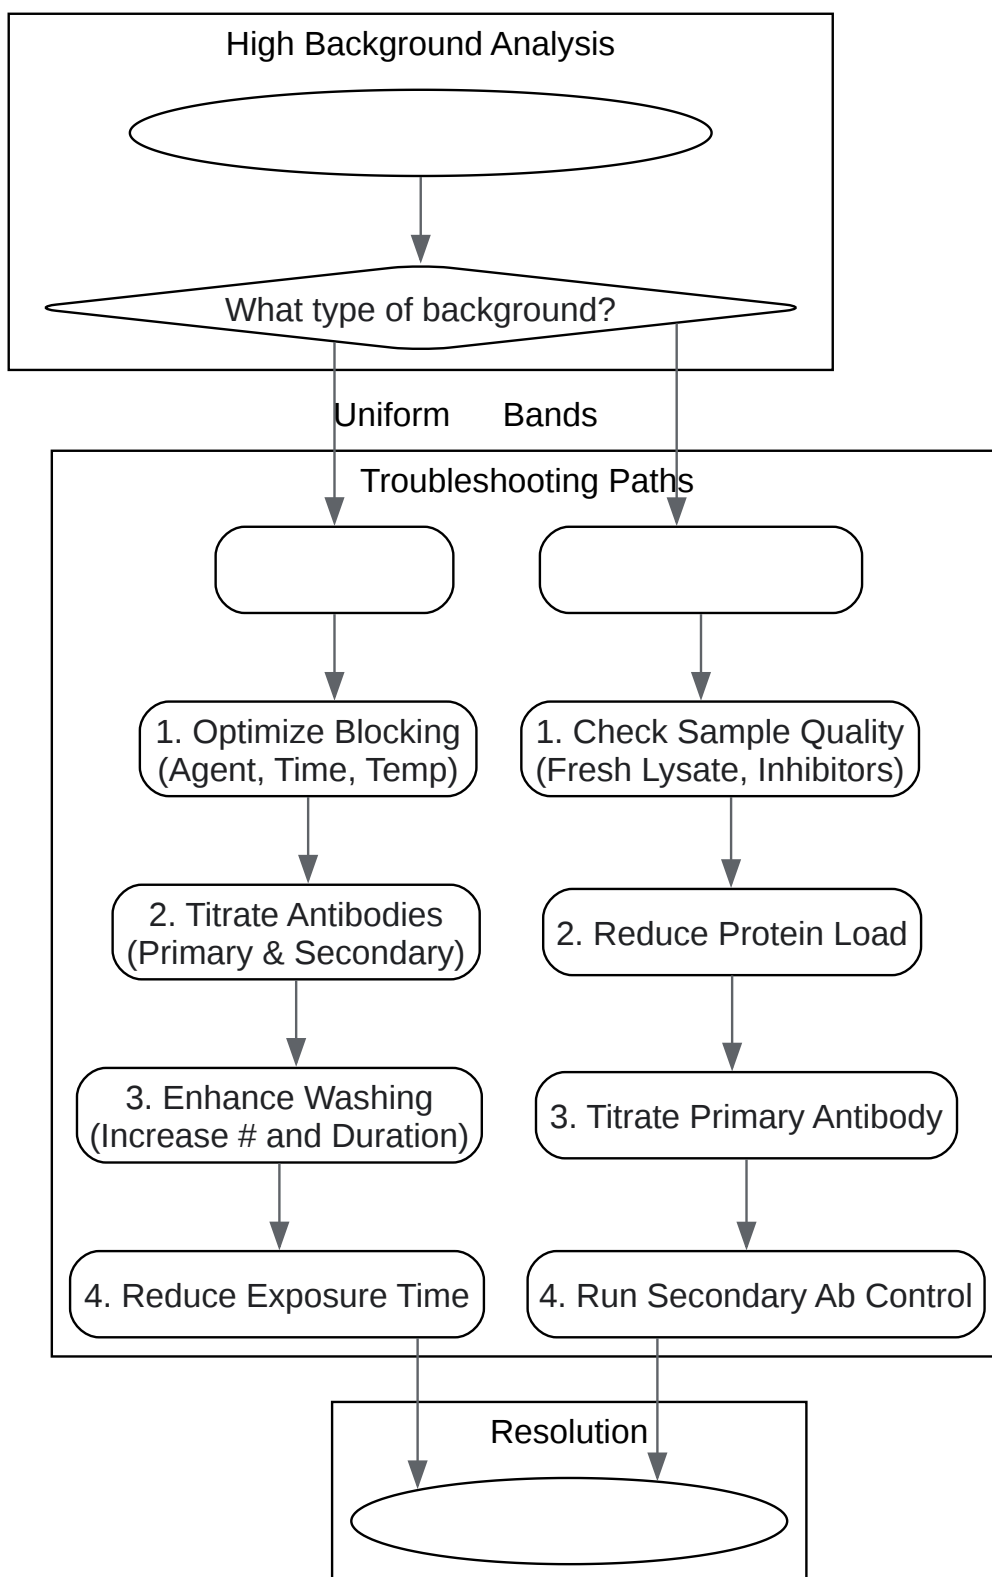 High Background Analysis
What type of background?
Uniform
Bands
Troubleshooting Paths
1. Optimize Blocking
(Agent, Time, Temp)
2. Titrate Antibodies
(Primary & Secondary)
3. Enhance Washing
(Increase # and Duration)
4. Reduce Exposure Time
1. Check Sample Quality
(Fresh Lysate, Inhibitors)
2. Reduce Protein Load
3. Titrate Primary Antibody
4. Run Secondary Ab Control
Resolution